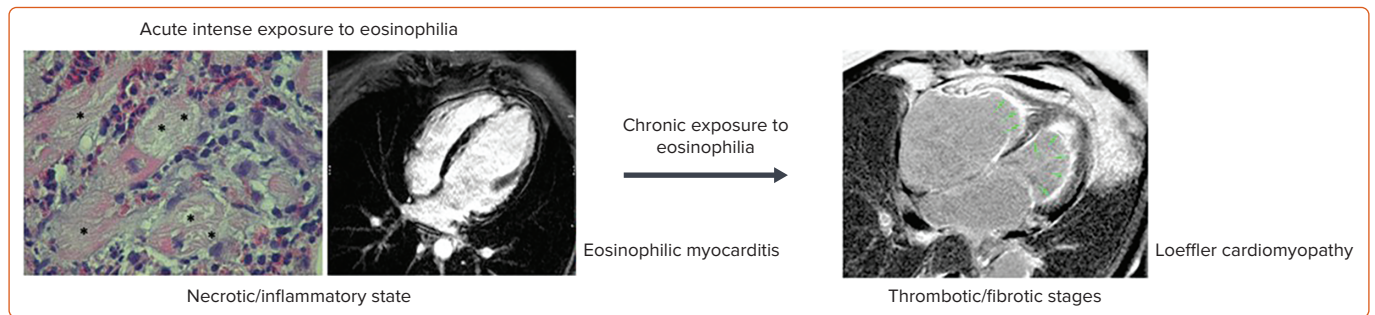 Acute intense exposure to eosinophilia
Chronic exposure to
eosinophilia
Eosinophilic myocarditis
Loeffler cardiomyopathy
Necrotic/inflammatory state
Thrombotic/fibrotic stages